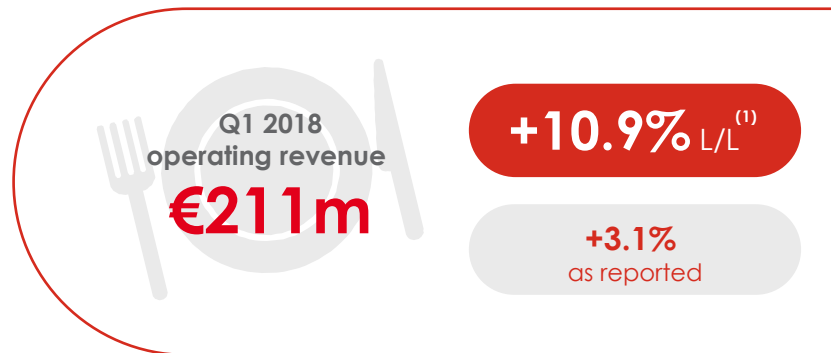 Q1 2018
operating revenue
€211m
+10.9% L/L(1)
+3.1%
as reported